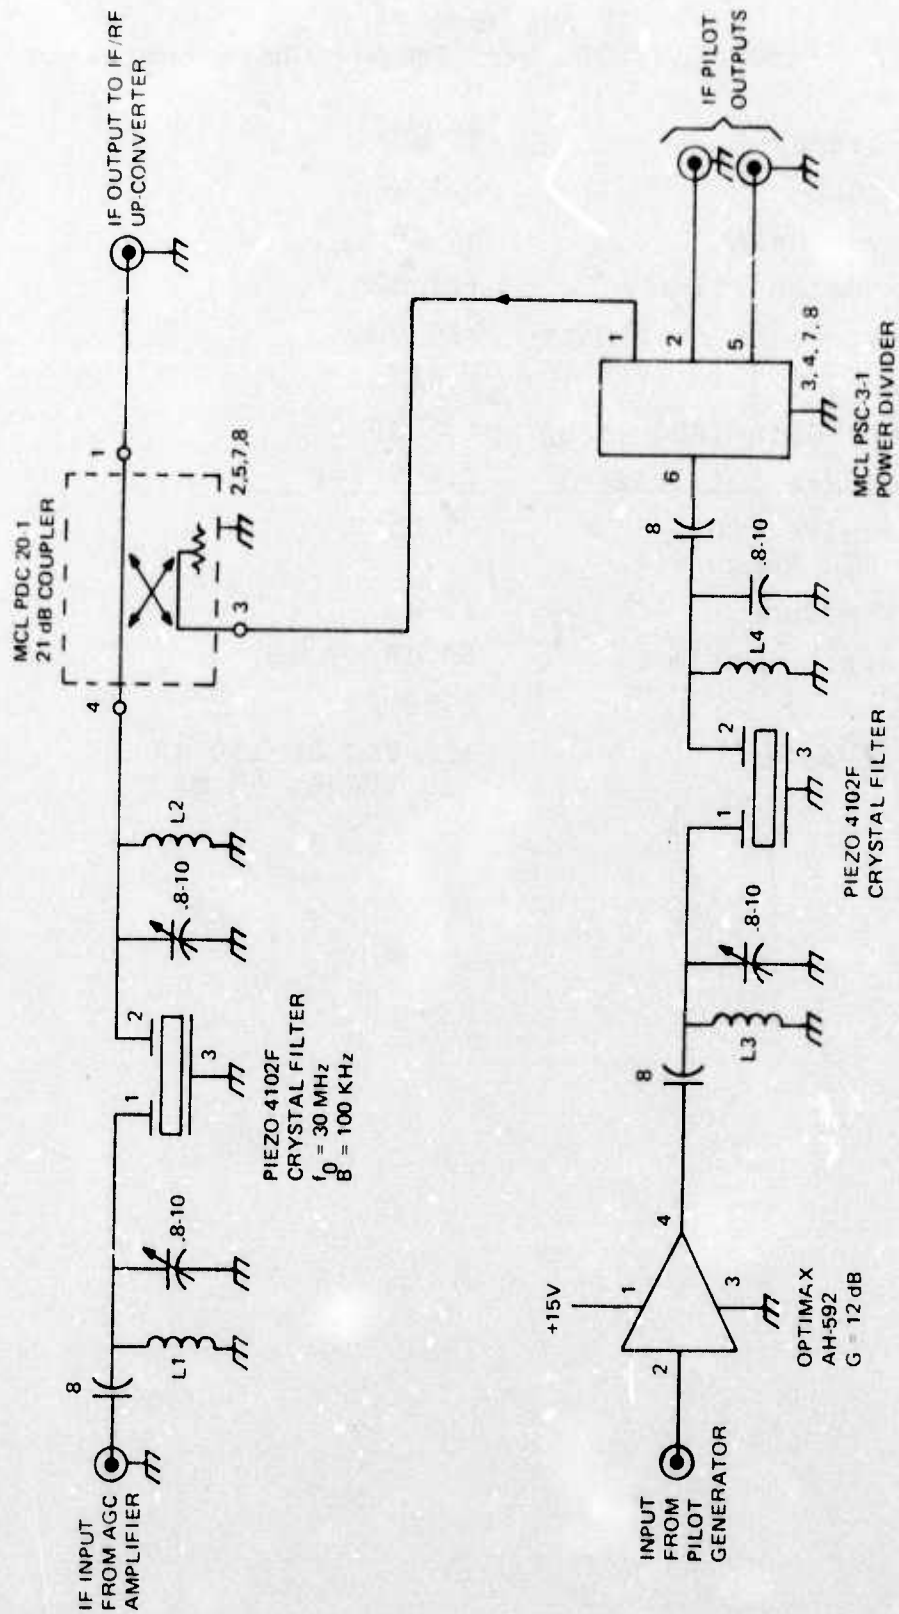 IF INPUT
FROM AGC
AMPLIFIER
8
L1
.8-10
1
2
3
PIEZO 4102F
CRYSTAL FILTER
f0 = 30 MHz
B = 100 KHz
.8-10
L2
4
MCL PDC 20-1
21 dB COUPLER
3
2,5,7,8
1
IF OUTPUT TO IF/RF
UP-CONVERTER
INPUT
FROM
PILOT
GENERATOR
2
+15V
1
3
4
OPTIMAX
AH-592
G = 12 dB
8
L3
.8-10
1
2
3
PIEZO 4102F
CRYSTAL FILTER
L4
.8-10
8
6
1
2
5
3, 4, 7, 8
MCL PSC-3-1
POWER DIVIDER
IF PILOT
OUTPUTS